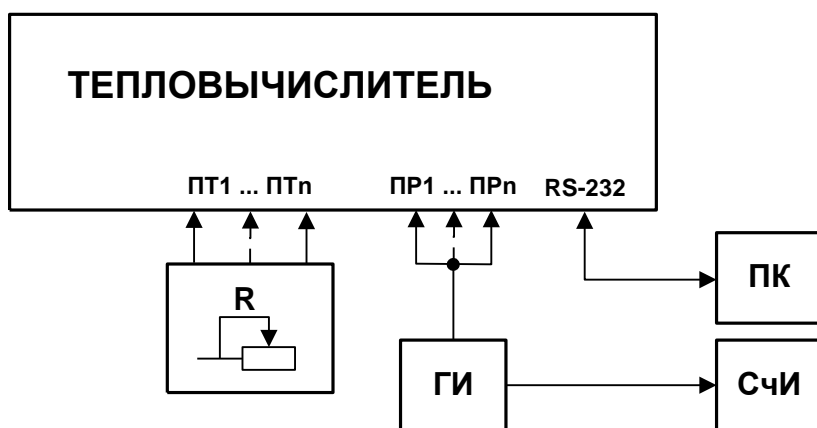 ТЕПЛОВЫЧИСЛИТЕЛЬ
ПТ1 ... ПТn ПР1 ... ПРn RS-232
ПК
R
ГИ
СчИ